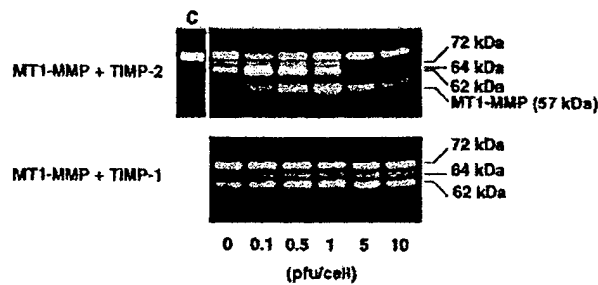 C
72 kDa
MT1-MMP + TIMP-2
64 kDa
62 kDa
MT1-MMP (57 kDa)
72 kDa
MT1-MMP + TIMP-1
64 kDa
62 kDa
0 0.1 0.5 1 5 10
(pfu/cell)